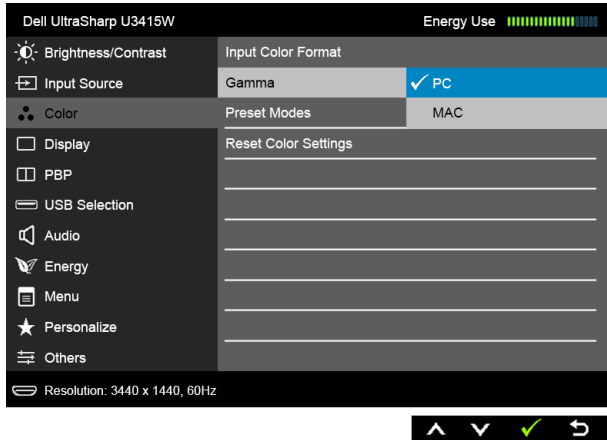 Dell UltraSharp U3415W
Energy Use
Brightness/Contrast
Input Color Format
Input Source
Gamma
PC
Color
Preset Modes
MAC
Display
Reset Color Settings
PBP
USB Selection
Audio
Energy
Menu
Personalize
Others
Resolution: 3440 x 1440, 60Hz